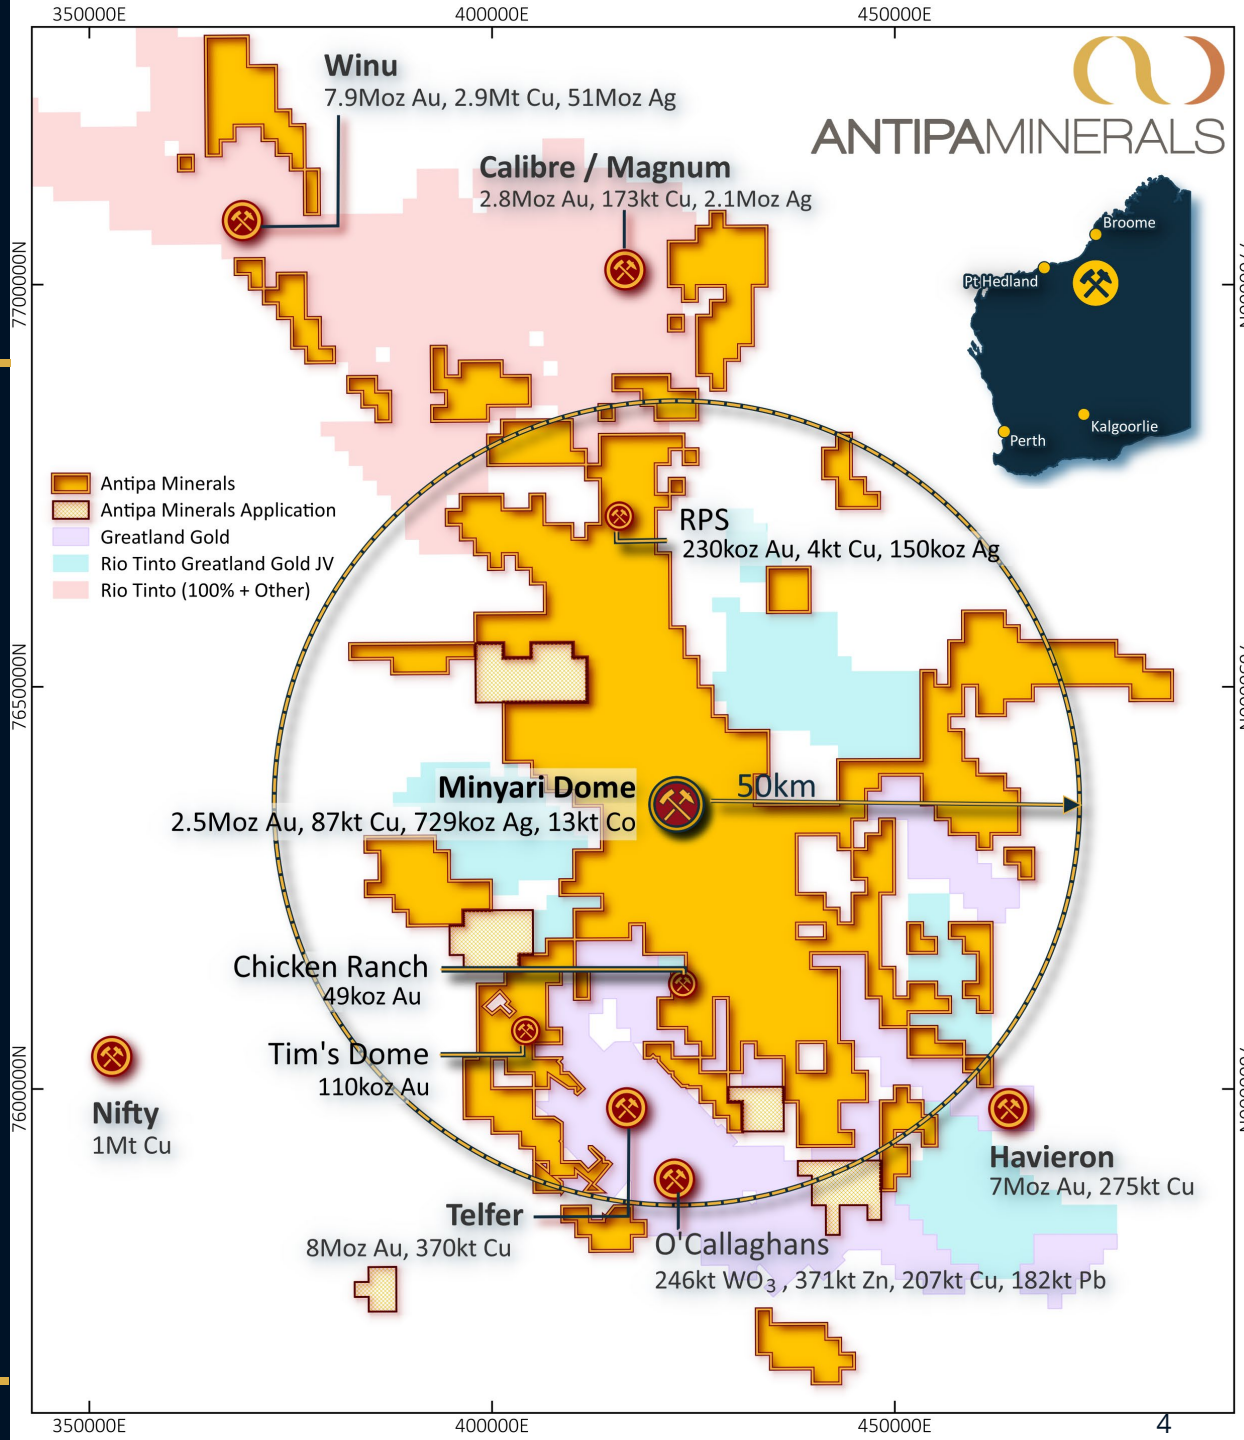 350000E
400000E
450000E
ANTIPAMINERALS
Winu
7.9Moz Au, 2.9Mt Cu, 51Moz Ag
Calibre / Magnum
2.8Moz Au, 173kt Cu, 2.1Moz Ag
Broome
Pt Hedland
Kalgoorlie
Perth
7700000N
Antipa Minerals
Antipa Minerals Application
Greatland Gold
Rio Tinto Greatland Gold JV
Rio Tinto (100% + Other)
RPS
230koz Au, 4kt Cu, 150koz Ag
7650000N
Minyari Dome
2.5Moz Au, 87kt Cu, 729koz Ag, 13kt Co
50km
Chicken Ranch
49koz Au
Tim's Dome
110koz Au
7600000N
Nifty
1Mt Cu
Havieron
7Moz Au, 275kt Cu
Telfer
8Moz Au, 370kt Cu
O'Callaghans
246kt WO3 , 371kt Zn, 207kt Cu, 182kt Pb
350000E
400000E
450000E
4